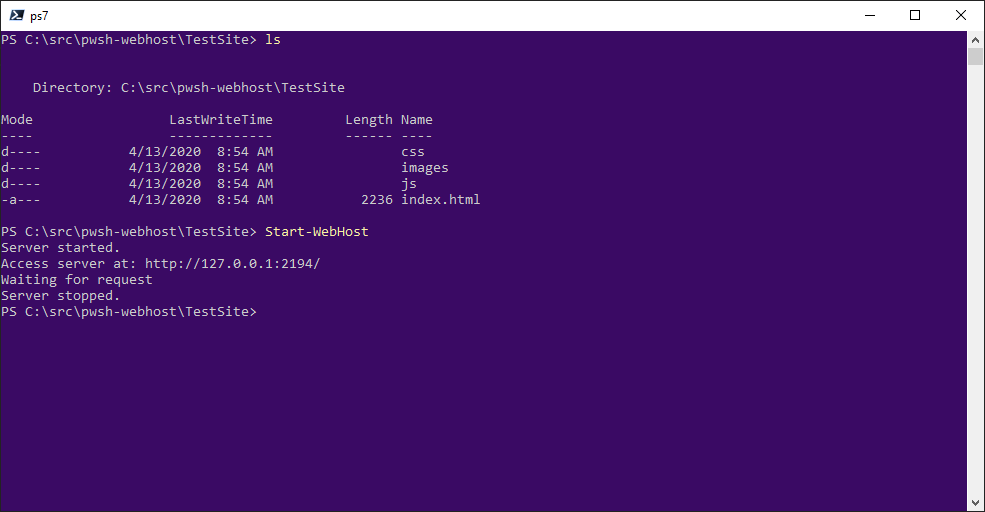 ps7
PS C:\src\pwsh-webhost\TestSite> ls
Directory: C:\src\pwsh-webhost\TestSite
Mode                 LastWriteTime         Length Name
----                 -------------         ------ ----
d----           4/13/2020  8:54 AM                css
d----           4/13/2020  8:54 AM                images
d----           4/13/2020  8:54 AM                js
-a---           4/13/2020  8:54 AM           2236 index.html
PS C:\src\pwsh-webhost\TestSite> Start-WebHost
Server started.
Access server at: http://127.0.0.1:2194/
Waiting for request
Server stopped.
PS C:\src\pwsh-webhost\TestSite>